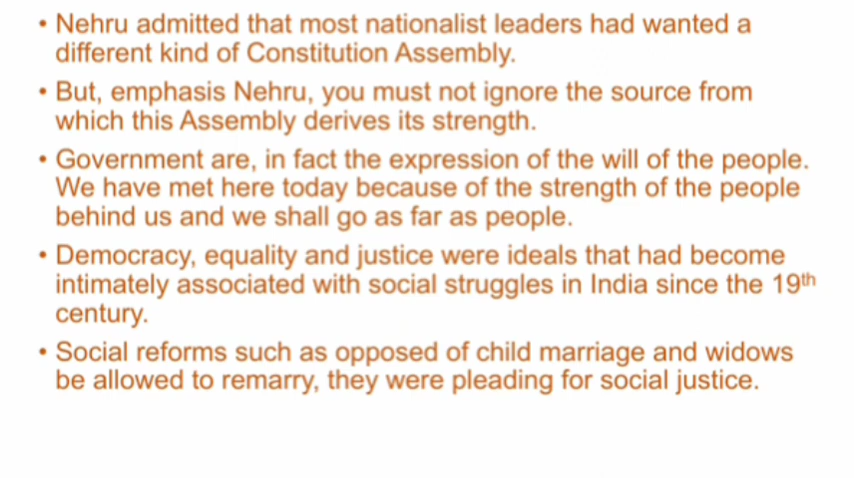 • Nehru admitted that most nationalist leaders had wanted a
different kind of Constitution Assembly.
• But, emphasis Nehru, you must not ignore the source from
which this Assembly derives its strength.
• Government are, in fact the expression of the will of the people.
We have met here today because of the strength of the people
behind us and we shall go as far as people.
• Democracy, equality and justice were ideals that had become
intimately associated with social struggles in India since the 19th
century.
• Social reforms such as opposed of child marriage and widows
be allowed to remarry, they were pleading for social justice.